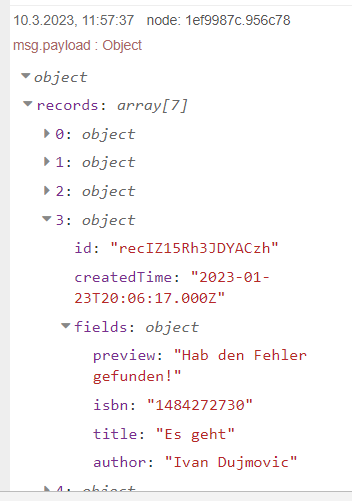 10.3.2023, 11:57:37 node: 1ef9987c.956c78
msg.payload : Object
object
records: array[7]
0: object
1: object
2: object
3: object
id: "recIZ15Rh3JDYACzh"
createdTime: "2023-01-
23T20:06:17.000Z"
fields: object
preview: "Hab den Fehler
gefunden!"
isbn: "1484272730"
title: "Es geht"
author: "Ivan Dujmovic"
4: object